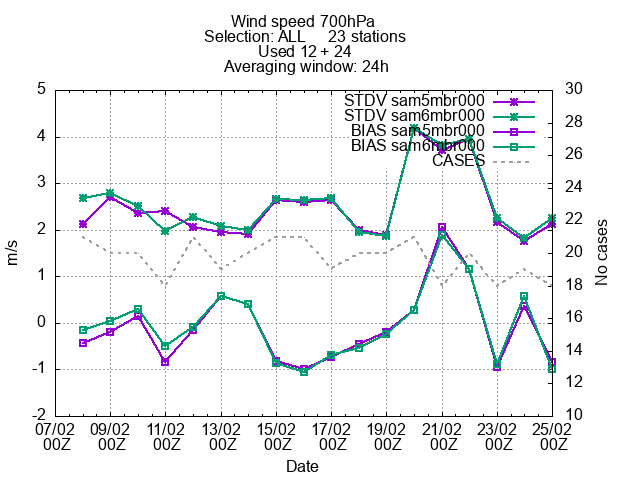 Wind speed 700hPa
Selection: ALL 23 stations
Used 12 + 24
Averaging window: 24h
STDV sam5mbr000
STDV sam6mbr000
BIAS sam5mbr000
BIAS sam6mbr000
CASES
5
4
3
2
1
0
-1
-2
m/s
30
28
26
24
22
20
18
16
14
12
10
No cases
07/02 09/02 11/02 13/02 15/02 17/02 19/02 21/02 23/02 25/02
00Z 00Z 00Z 00Z 00Z 00Z 00Z 00Z 00Z 00Z
Date